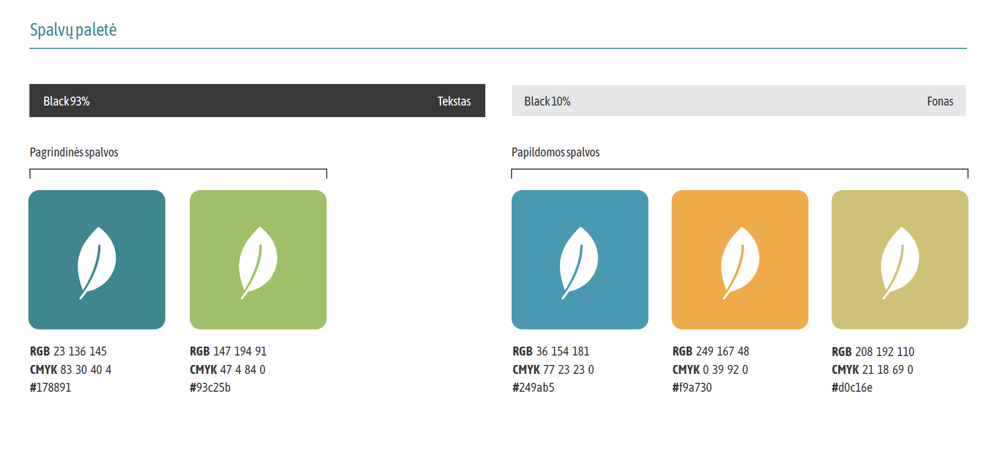 Spalvų paletė
Black 93%
Tekstas
Black 10%
Fonas
Pagrindinės spalvos
Papildomos spalvos
RGB 23 136 145
CMYK 83 30 40 4
#178891
RGB 147 194 91
CMYK 47 4 84 0
#93c25b
RGB 36 154 181
CMYK 77 23 23 0
#249ab5
RGB 249 167 48
CMYK 0 39 92 0
#f9a730
RGB 208 192 110
CMYK 21 18 69 0
#d0c16e